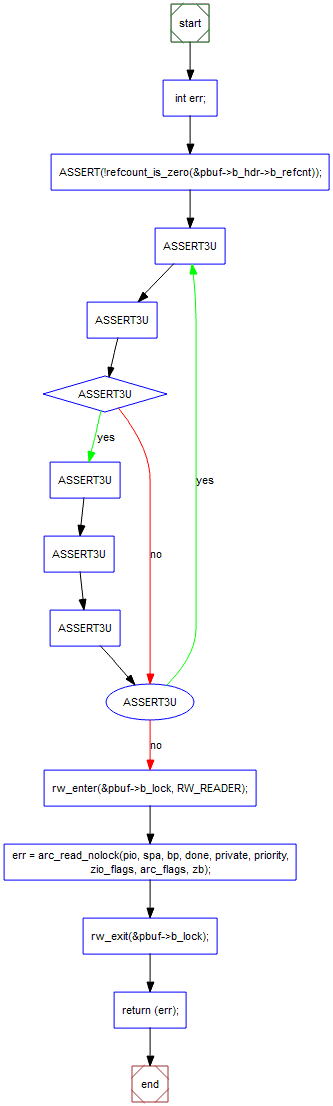 start
int err;
ASSERT(!refcount_is_zero(&pbuf->b_hdr->b_refcnt));
ASSERT3U
ASSERT3U
ASSERT3U
yes
ASSERT3U
yes
ASSERT3U
no
ASSERT3U
ASSERT3U
no
rw_enter(&pbuf->b_lock, RW_READER);
err = arc_read_nolock(pio, spa, bp, done, private, priority,
zio_flags, arc_flags, zb);
rw_exit(&pbuf->b_lock);
return (err);
end